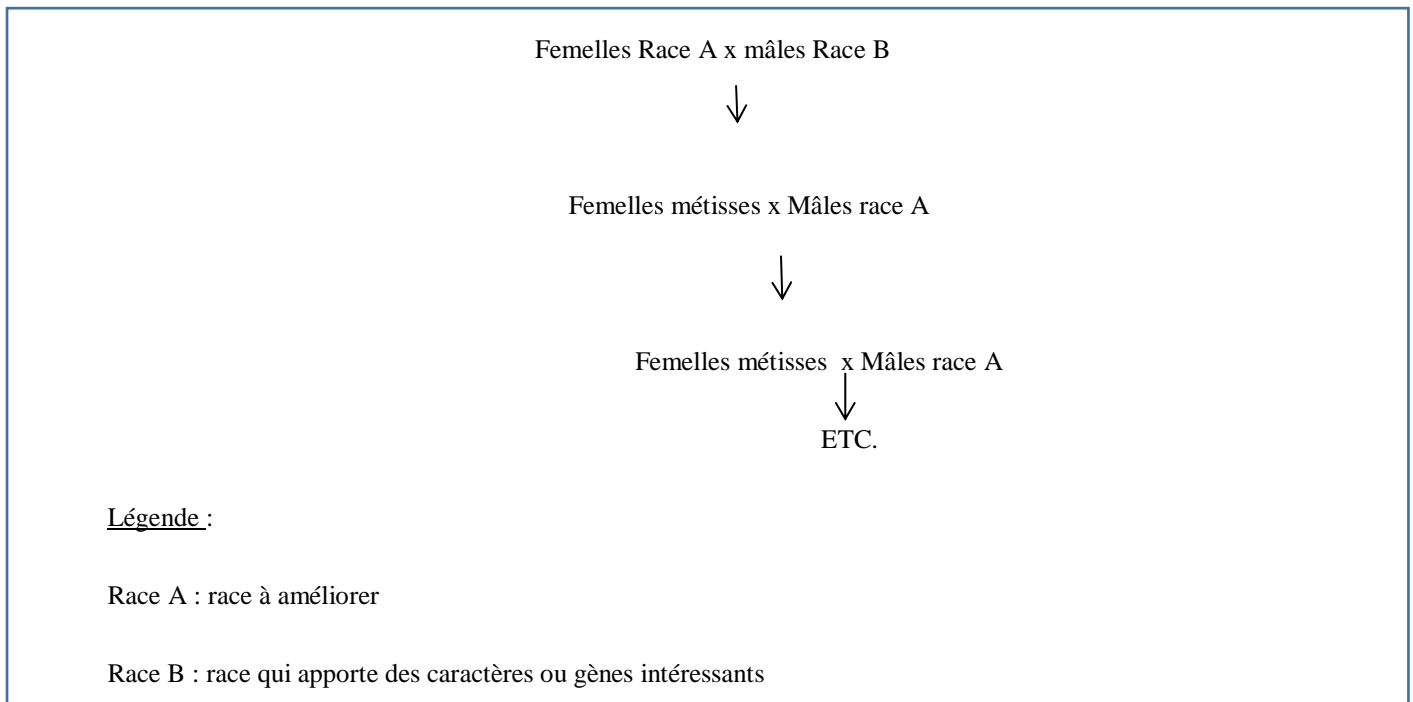 Femelles Race A x mâles Race B
Femelles métisses x Mâles race A
Femelles métisses x Mâles race A
ETC.
Légende :
Race A : race à améliorer
Race B : race qui apporte des caractères ou gènes intéressants